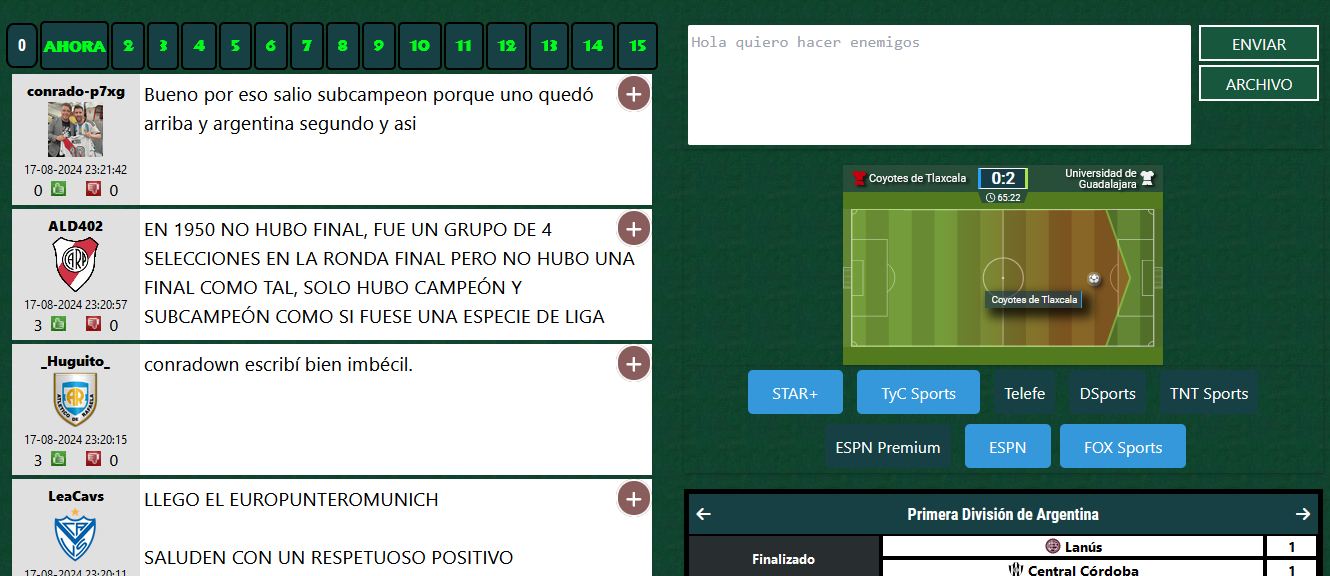 0 AHORA 2 3 4 5 6 7 8 9 10 11 12 13 14 15
conrado-p7xg
17-08-2024 23:21:42
0 0
Bueno por eso salio subcampeon porque uno quedó
arriba y argentina segundo y asi
+
ALD402
CARP
17-08-2024 23:20:57
3 0
EN 1950 NO HUBO FINAL, FUE UN GRUPO DE 4
SELECCIONES EN LA RONDA FINAL PERO NO HUBO UNA
FINAL COMO TAL, SOLO HUBO CAMPEÓN Y
SUBCAMPEÓN COMO SI FUESE UNA ESPECIE DE LIGA
+
_Huguito_
AR
ATLETICO DE RAFAELA
17-08-2024 23:20:15
3 0
conradown escribí bien imbécil.
+
LeaCavs
17-08-2024 23:20:11
LLEGO EL EUROPUNTEROMUNICH
SALUDEN CON UN RESPETUOSO POSITIVO
+
Hola quiero hacer enemigos
ENVIAR
ARCHIVO
Coyotes de Tlaxcala
0:2
Universidad de
Guadalajara
65:22
Coyotes de Tlaxcala
STAR+ TyC Sports Telefe DSports TNT Sports
ESPN Premium ESPN FOX Sports
← Primera División de Argentina →
Finalizado
Lanús 1
Central Córdoba 1